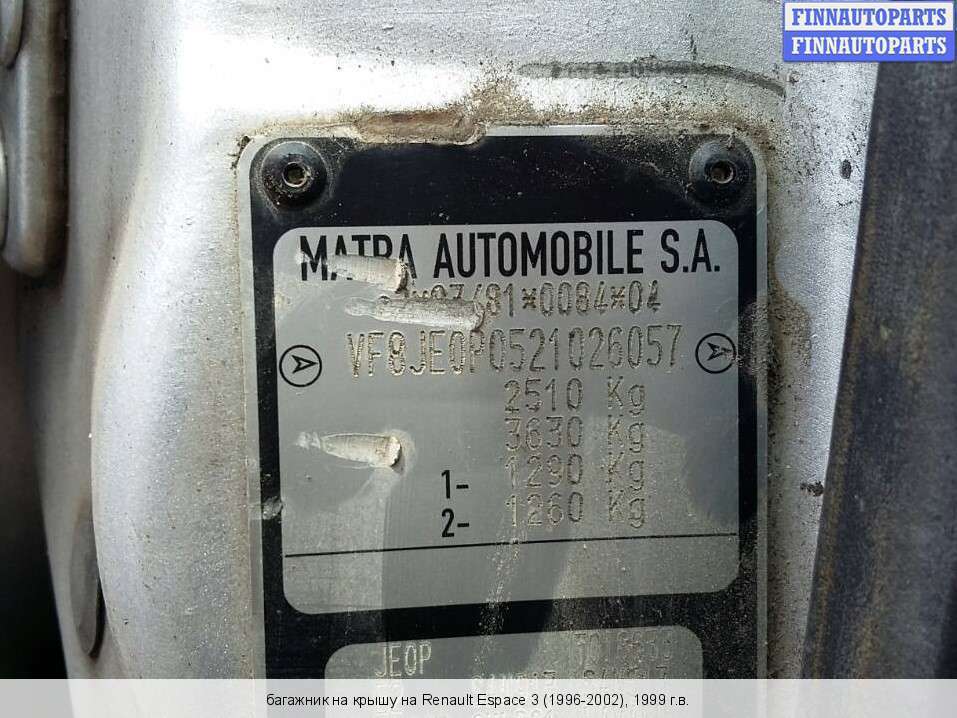 FINNAUTOPARTS
FINNAUTOPARTS
MATRA AUTOMOBILE S.A.
VF8JE0P0521026057
2510 Kg
3630 Kg
1- 1290 Kg
2- 1260 Kg
JE0P
багажник на крышу на Renault Espace 3 (1996-2002), 1999 г.в.